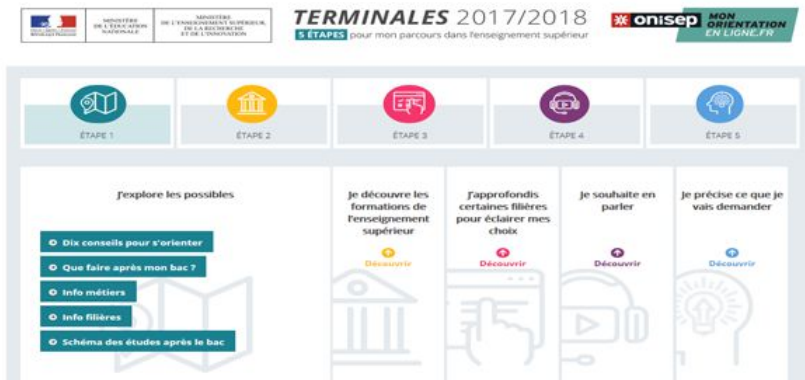 MINISTÈRE
DE L'ÉDUCATION
NATIONALE
MINISTÈRE
DE L'ENSEIGNEMENT SUPÉRIEUR,
DE LA RECHERCHE
ET DE L'INNOVATION
TERMINALES 2017/2018
5 ÉTAPES pour mon parcours dans l'enseignement supérieur
onisep
MON
ORIENTATION
EN LIGNE.FR
ÉTAPE 1
ÉTAPE 2
ÉTAPE 3
ÉTAPE 4
ÉTAPE 5
J'explore les possibles
Dix conseils pour s'orienter
Que faire après mon bac ?
Info métiers
Info filières
Schéma des études après le bac
Je découvre les
formations de
l'enseignement
supérieur
Découvrir
J'approfondis
certaines filières
pour éclairer mes
choix
Découvrir
Je souhaite en
parler
Découvrir
Je précise ce que je
vais demander
Découvrir